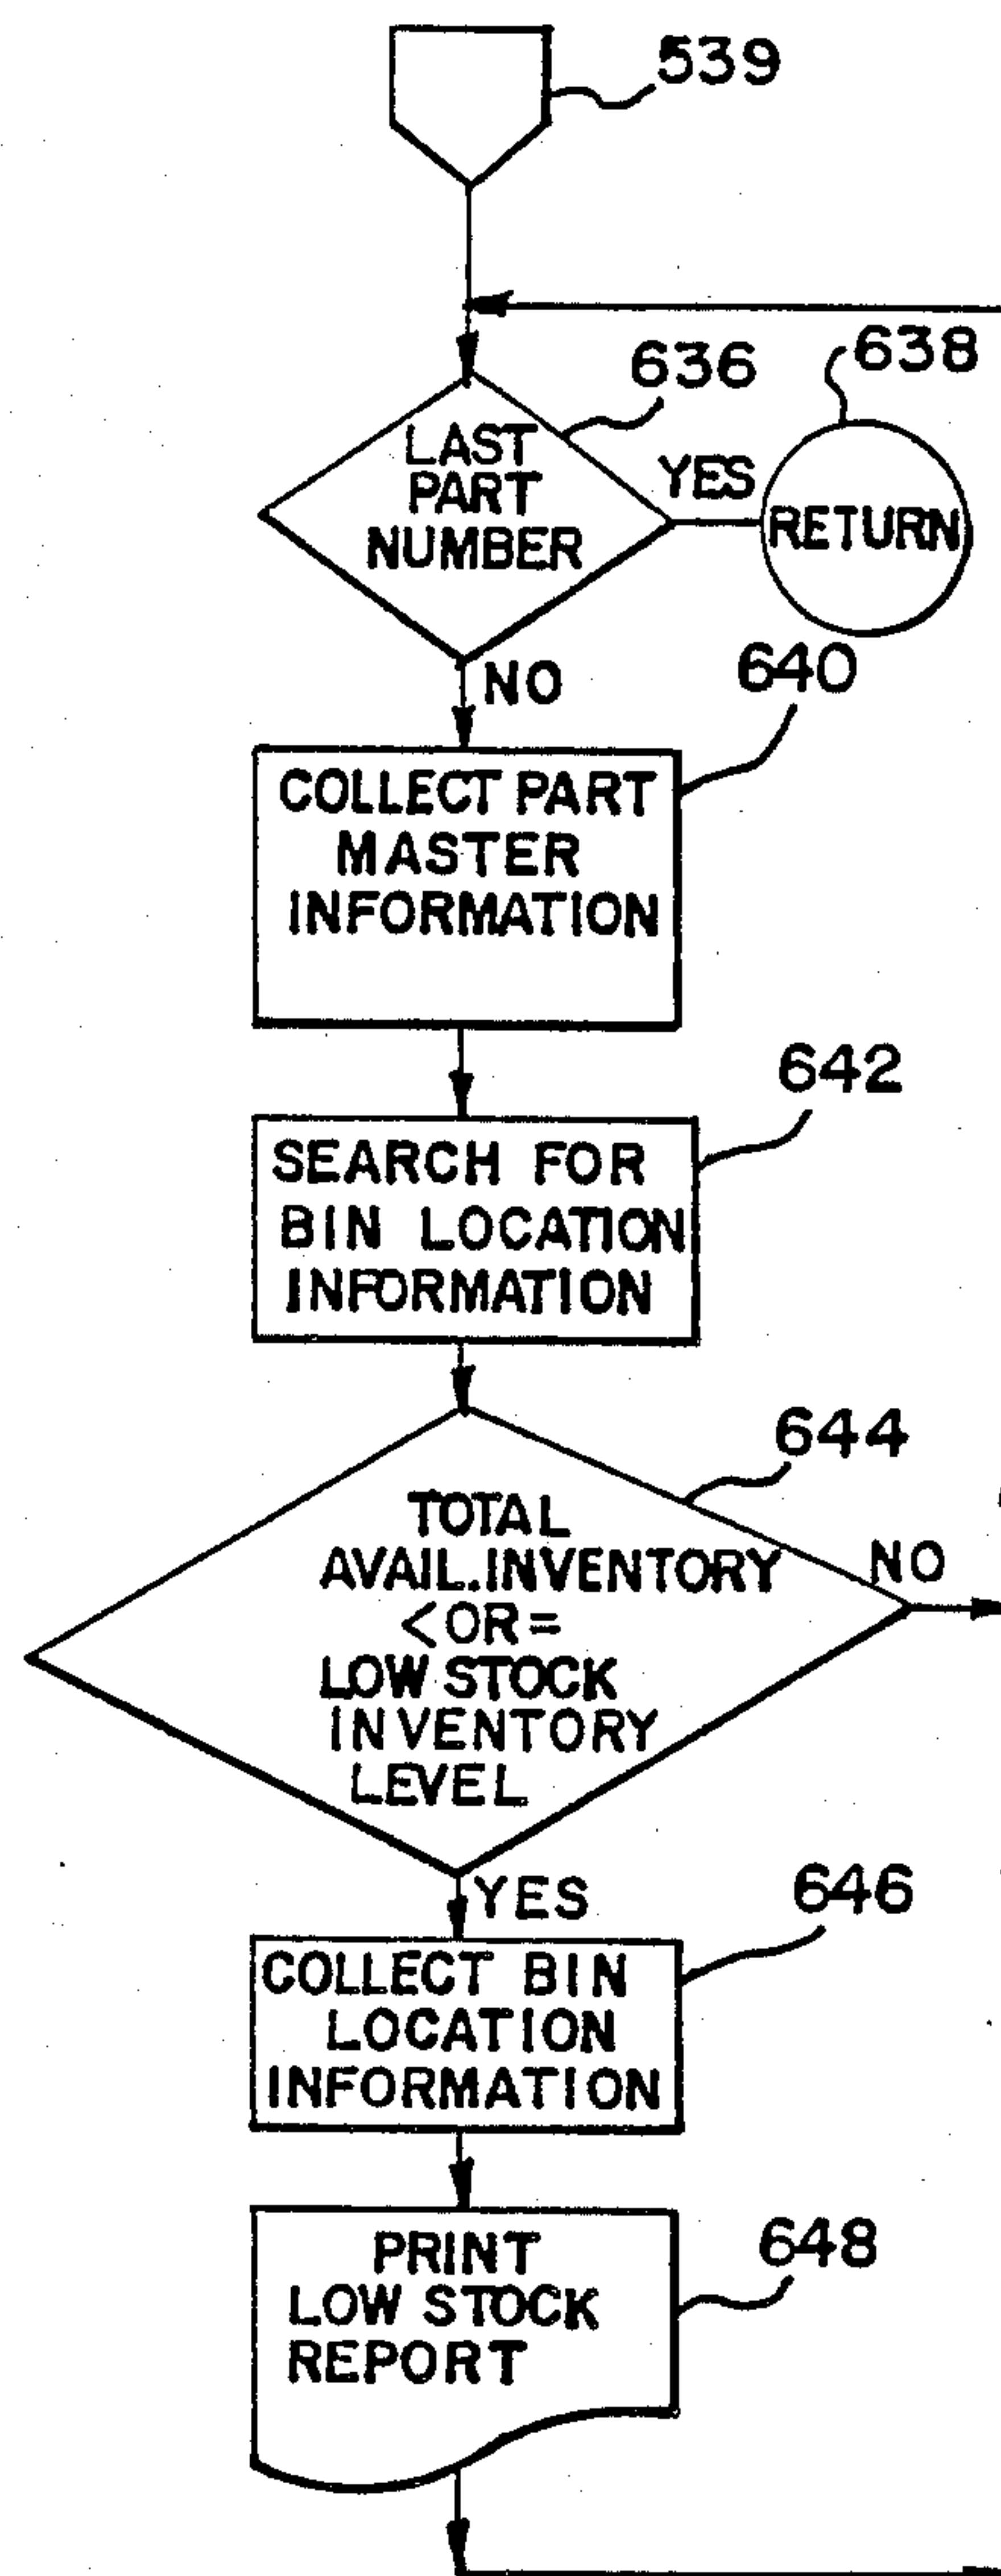 539
636
638
LAST
PART
NUMBER
YES
RETURN
NO
640
COLLECT PART
MASTER
INFORMATION
642
SEARCH FOR
BIN LOCATION
INFORMATION
644
TOTAL
AVAIL. INVENTORY
< OR =
LOW STOCK
INVENTORY
LEVEL
NO
YES
646
COLLECT BIN
LOCATION
INFORMATION
648
PRINT
LOW STOCK
REPORT